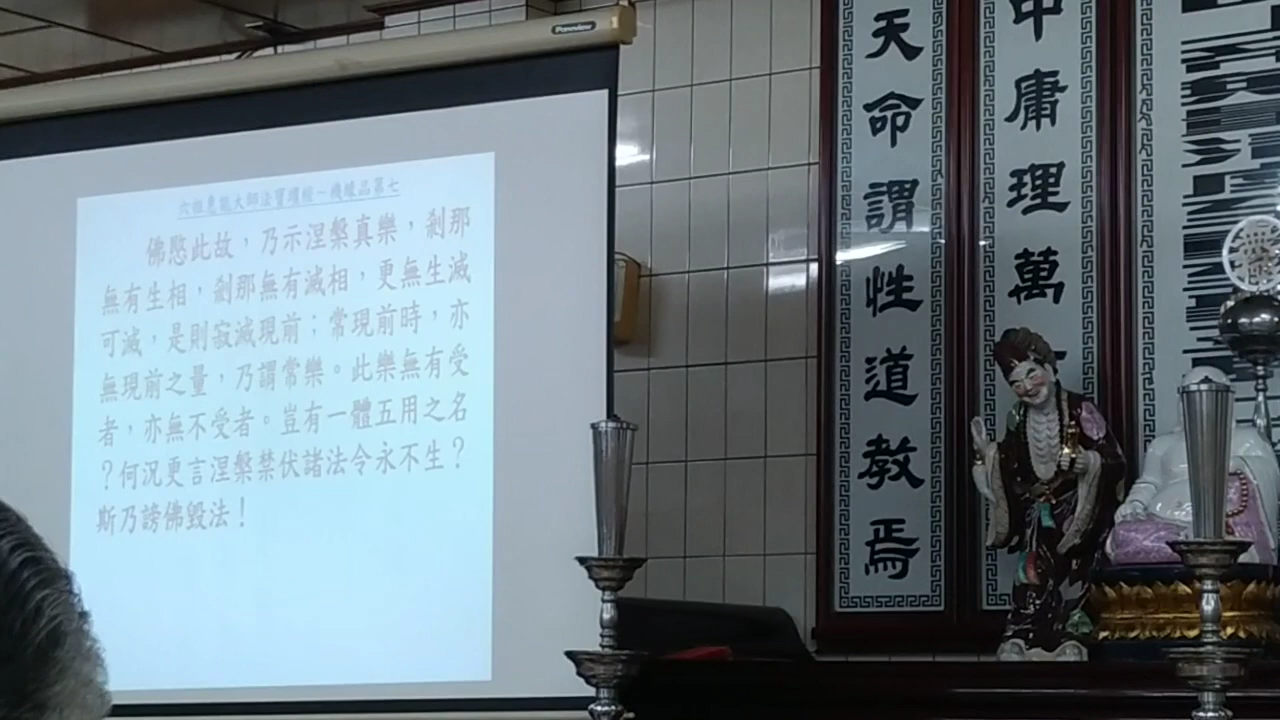 六祖惠能大師法寶壇經－機緣品第七
佛愍此故，乃示涅槃真樂，剎那
無有生相，剎那無有滅相，更無生滅
可滅，是則寂滅現前；常現前時，亦
無現前之量，乃謂常樂。此樂無有受
者，亦無不受者。豈有一體五用之名
？何況更言涅槃禁伏諸法令永不生？
斯乃謗佛毀法！
中庸理萬
天命謂性道教焉